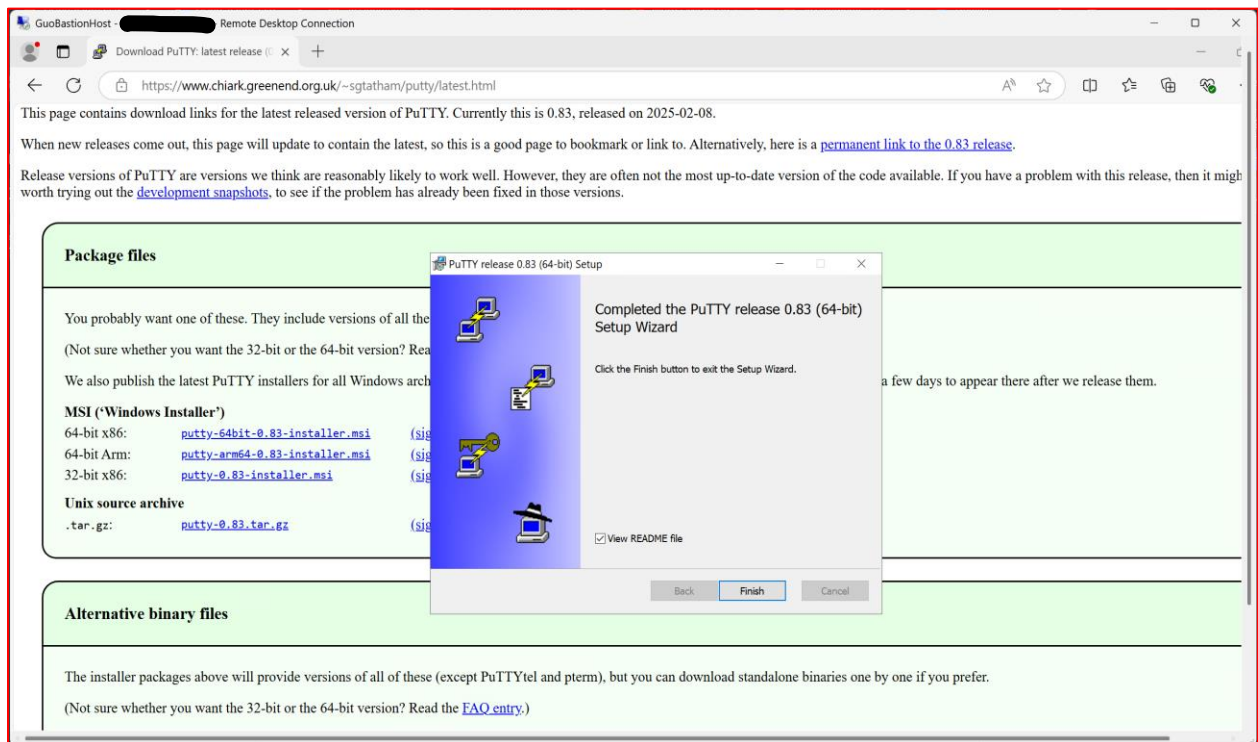 GuoBastionHost - Remote Desktop Connection
Download PuTTY: latest release (
https://www.chiark.greenend.org.uk/~sgtatham/putty/latest.html
This page contains download links for the latest released version of PuTTY. Currently this is 0.83, released on 2025-02-08.
When new releases come out, this page will update to contain the latest, so this is a good page to bookmark or link to. Alternatively, here is a permanent link to the 0.83 release.
Release versions of PuTTY are versions we think are reasonably likely to work well. However, they are often not the most up-to-date version of the code available. If you have a problem with this release, then it migh
worth trying out the development snapshots, to see if the problem has already been fixed in those versions.
Package files
You probably want one of these. They include versions of all the
(Not sure whether you want the 32-bit or the 64-bit version? Rea
We also publish the latest PuTTY installers for all Windows arch a few days to appear there after we release them.
MSI (‘Windows Installer’)
64-bit x86: putty-64bit-0.83-installer.msi (sig
64-bit Arm: putty-arm64-0.83-installer.msi (sig
32-bit x86: putty-0.83-installer.msi (sig
Unix source archive
.tar.gz: putty-0.83.tar.gz (sig
PuTTY release 0.83 (64-bit) Setup
Completed the PuTTY release 0.83 (64-bit)
Setup Wizard
Click the Finish button to exit the Setup Wizard.
View README file
Back Finish Cancel
Alternative binary files
The installer packages above will provide versions of all of these (except PuTTYtel and pterm), but you can download standalone binaries one by one if you prefer.
(Not sure whether you want the 32-bit or the 64-bit version? Read the FAQ entry.)